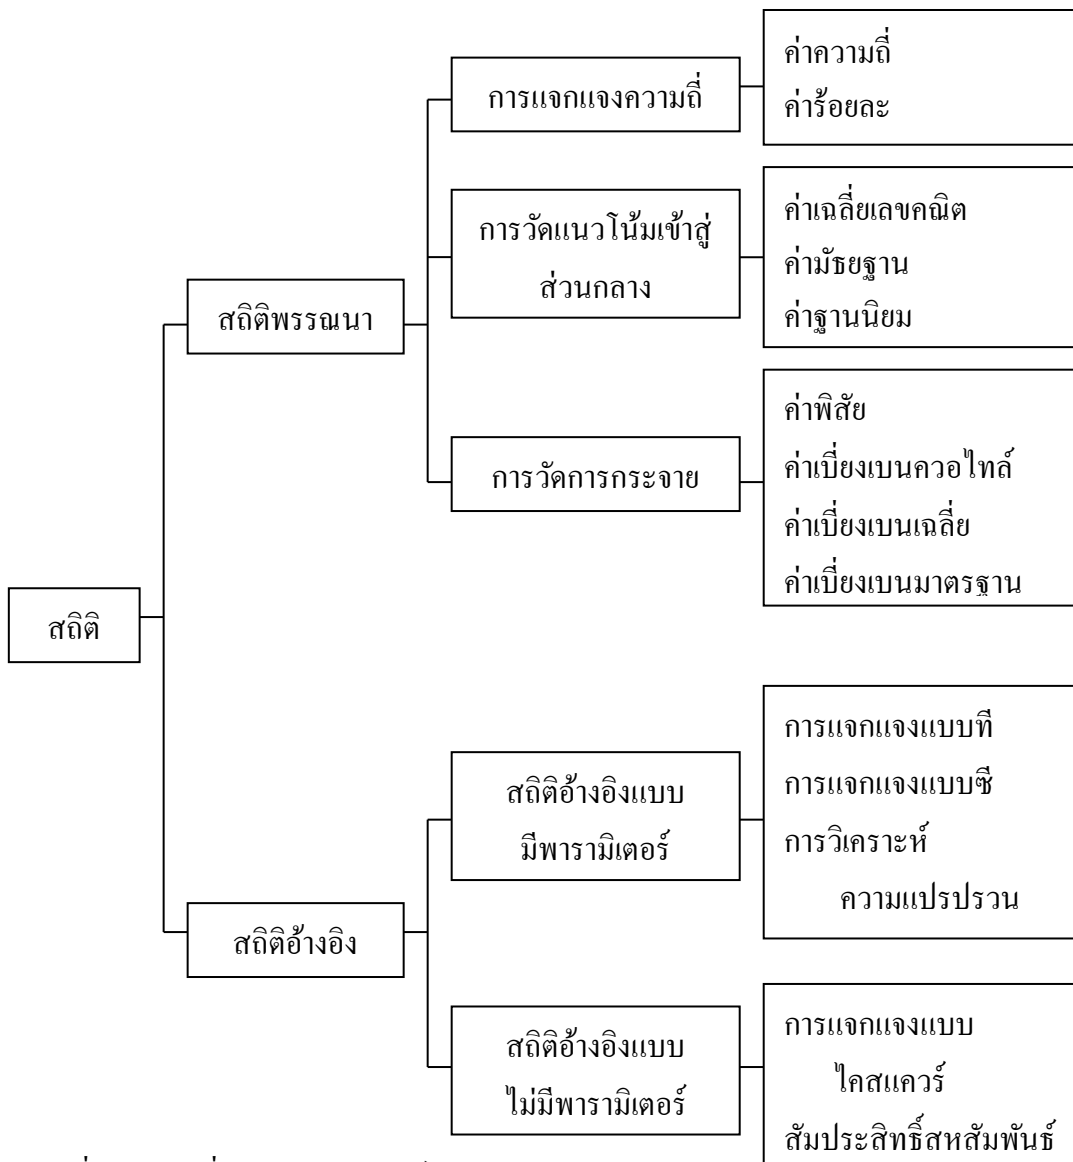 ค่าความถี่
ค่าร้อยละ
การแจกแจงความถี่
ค่าเฉลี่ยเลขคณิต
ค่ามัธยฐาน
ค่าฐานนิยม
การวัดแนวโน้มเข้าสู่
ส่วนกลาง
สถิติพรรณนา
ค่าพิสัย
ค่าเบี่ยงเบนควอไทล์
ค่าเบี่ยงเบนเฉลี่ย
ค่าเบี่ยงเบนมาตรฐาน
การวัดการกระจาย
สถิติ
การแจกแจงแบบที
การแจกแจงแบบซี
การวิเคราะห์
ความแปรปรวน
สถิติอ้างอิงแบบ
มีพารามิเตอร์
สถิติอ้างอิง
สถิติอ้างอิงแบบ
ไม่มีพารามิเตอร์
การแจกแจงแบบ
ไคสแควร์
สัมประสิทธิ์สหสัมพันธ์